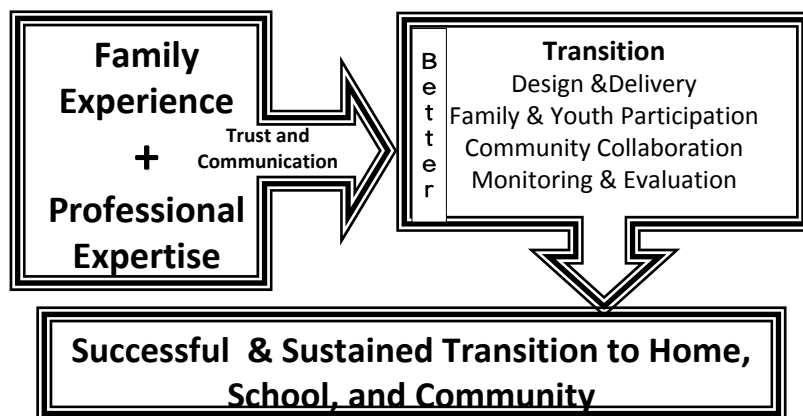 Family
Experience
+
Professional
Expertise
Trust and
Communication
Better
Transition
Design &Delivery
Family & Youth Participation
Community Collaboration
Monitoring & Evaluation
Successful & Sustained Transition to Home,
School, and Community